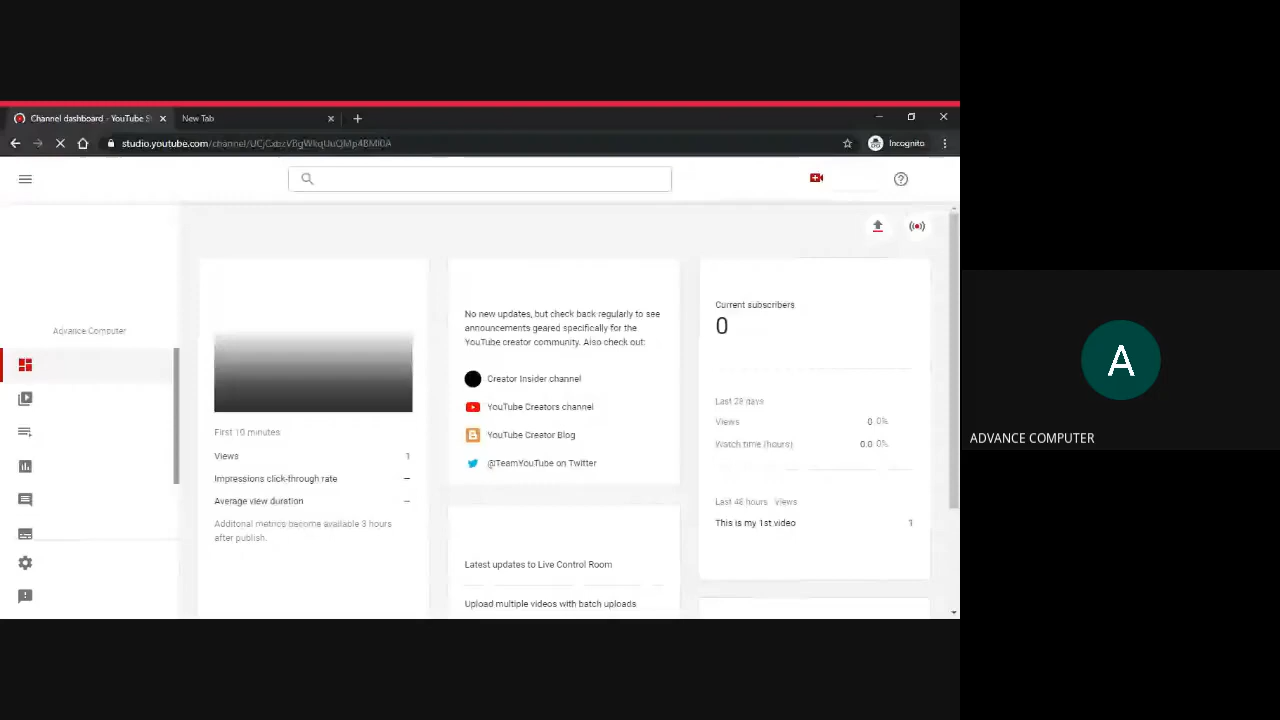 Channel dashboard - YouTube S
New Tab
studio.youtube.com/channel/
Incognito
Advance Computer
First 10 minutes
Views 1
Impressions click-through rate –
Average view duration –
Additional metrics become available 3 hours
after publish.
No new updates, but check back regularly to see
announcements geared specifically for the
YouTube creator community. Also check out:
Creator Insider channel
YouTube Creators channel
YouTube Creator Blog
@TeamYouTube on Twitter
Latest updates to Live Control Room
Upload multiple videos with batch uploads
Current subscribers
0
Last 28 days
Views 0 0%
Watch time (hours) 0.0 0%
Last 48 hours · Views
This is my 1st video 1
A
ADVANCE COMPUTER